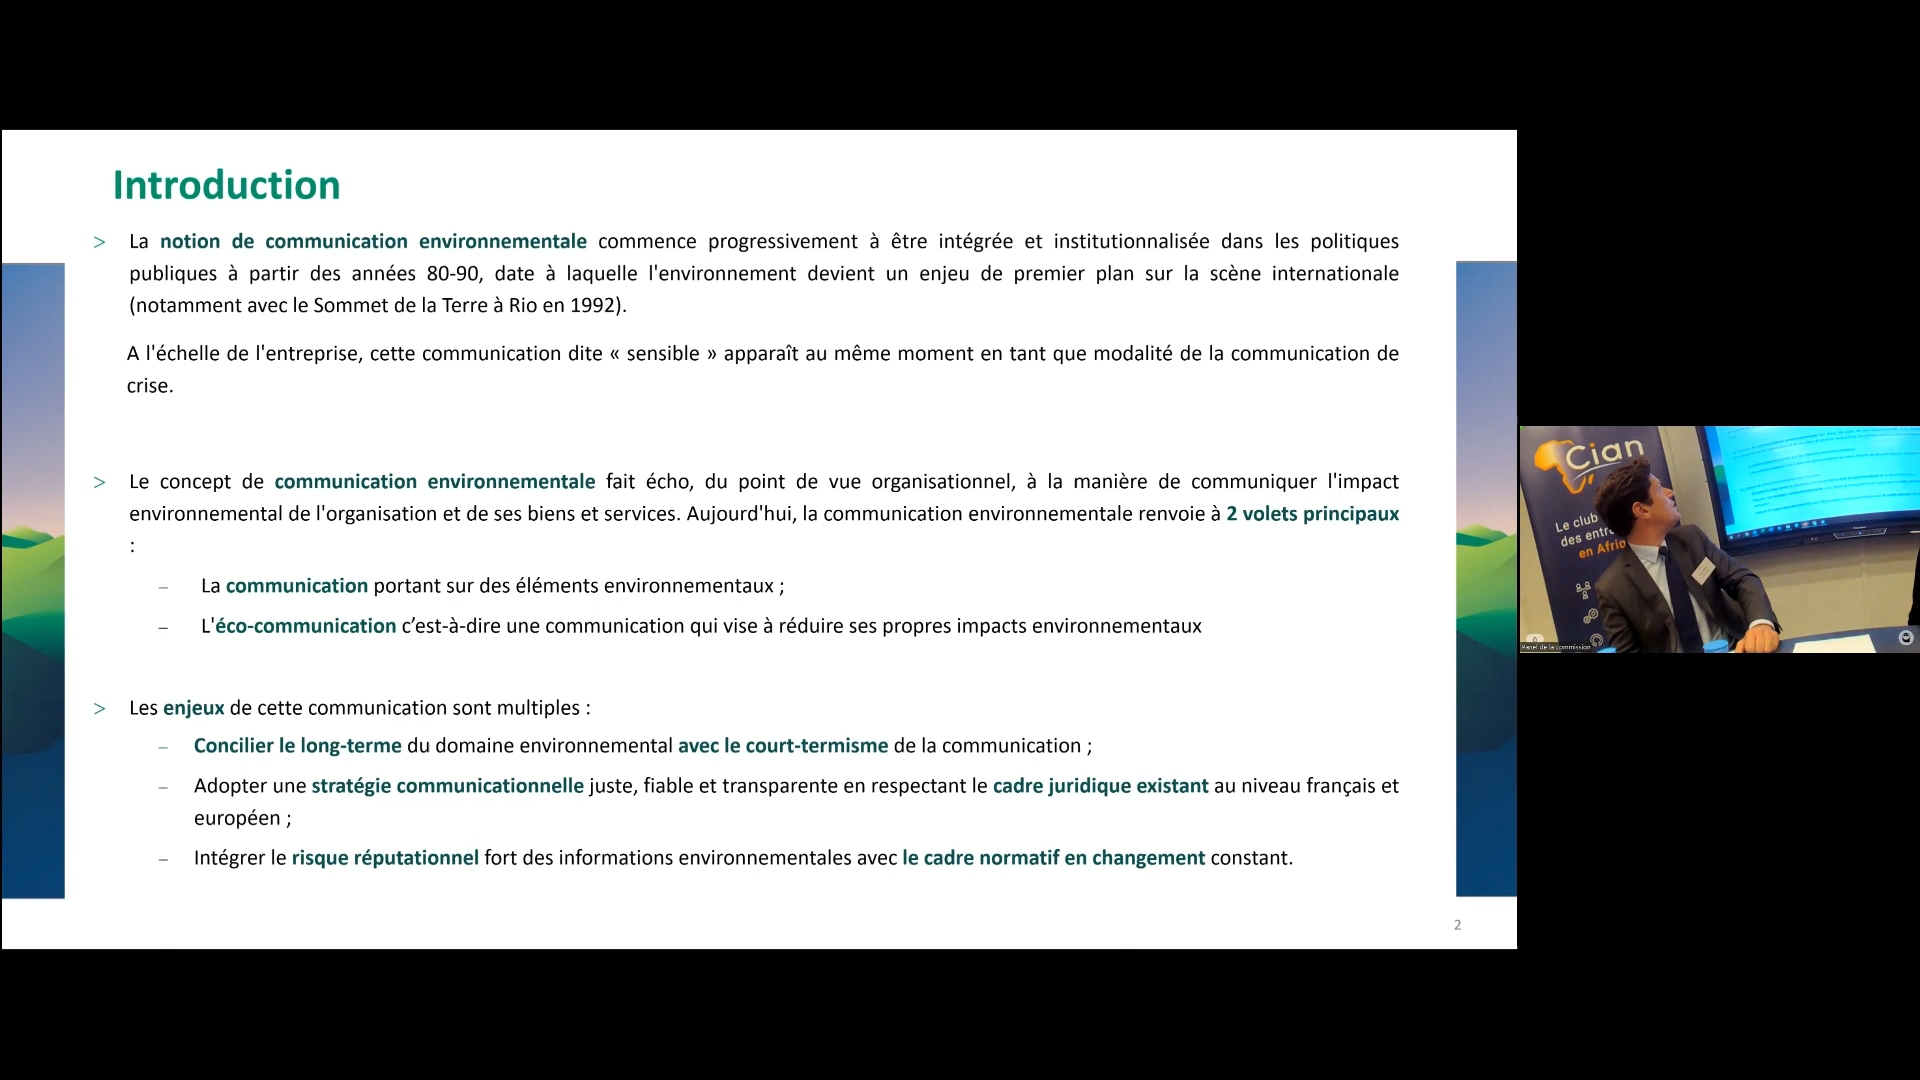 Introduction
> La notion de communication environnementale commence progressivement à être intégrée et institutionnalisée dans les politiques
publiques à partir des années 80-90, date à laquelle l'environnement devient un enjeu de premier plan sur la scène internationale
(notamment avec le Sommet de la Terre à Rio en 1992).
A l'échelle de l'entreprise, cette communication dite « sensible » apparaît au même moment en tant que modalité de la communication de
crise.
> Le concept de communication environnementale fait écho, du point de vue organisationnel, à la manière de communiquer l'impact
environnemental de l'organisation et de ses biens et services. Aujourd'hui, la communication environnementale renvoie à 2 volets principaux
:
– La communication portant sur des éléments environnementaux ;
– L'éco-communication c’est-à-dire une communication qui vise à réduire ses propres impacts environnementaux
> Les enjeux de cette communication sont multiples :
– Concilier le long-terme du domaine environnemental avec le court-termisme de la communication ;
– Adopter une stratégie communicationnelle juste, fiable et transparente en respectant le cadre juridique existant au niveau français et
européen ;
– Intégrer le risque réputationnel fort des informations environnementales avec le cadre normatif en changement constant.
2
Cian
Le club
des entr
en Afri
Panel de la commission